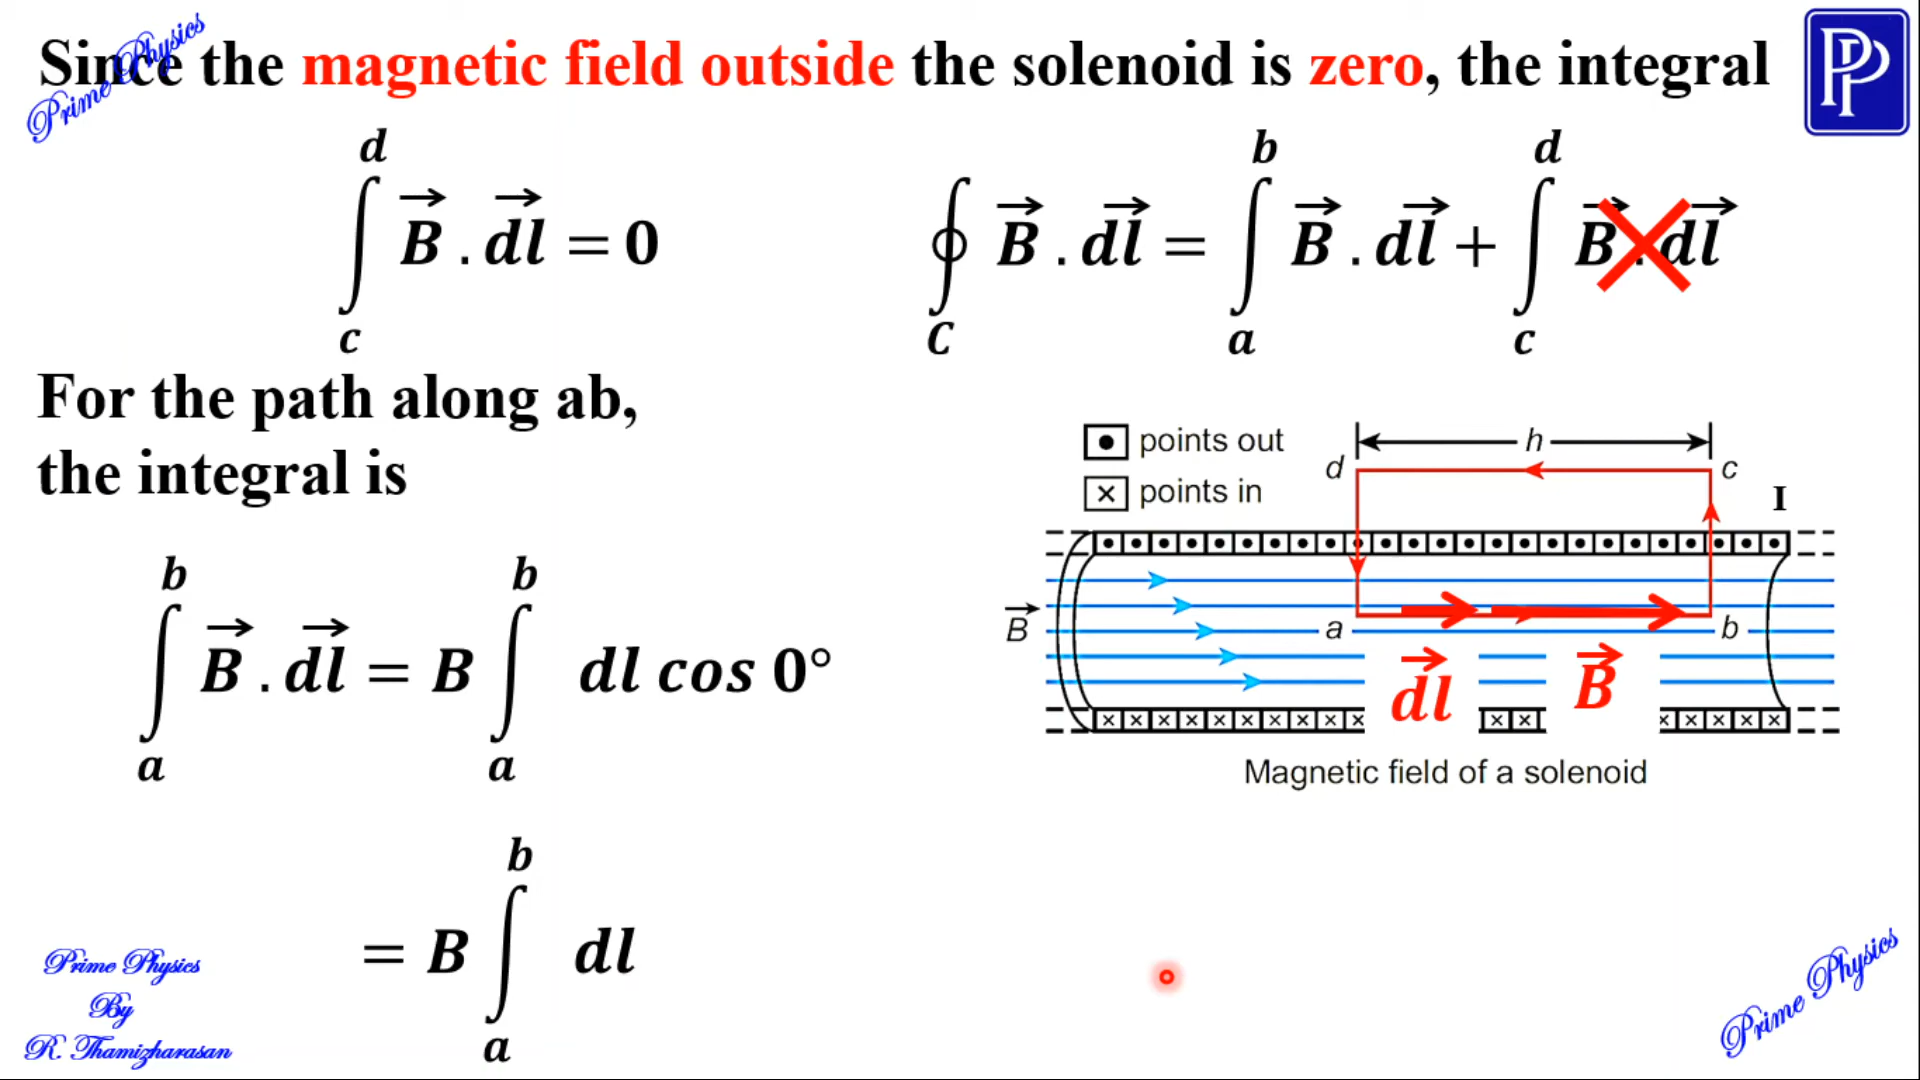 Since the magnetic field outside the solenoid is zero, the integral
Prime Physics
PP
d
∫ B⃗ . dl⃗ = 0
c
b d
∮ B⃗ . dl⃗ = ∫ B⃗ . dl⃗ + ∫ B⃗ . dl⃗
C a c
For the path along ab,
the integral is
b b
∫ B⃗ . dl⃗ = B ∫ dl cos 0°
a a
b
= B ∫ dl
a
points out
points in
h
d c
I
B⃗
a b
dl⃗ B⃗
Magnetic field of a solenoid
Prime Physics
By
R. Thamizharasan
Prime Physics